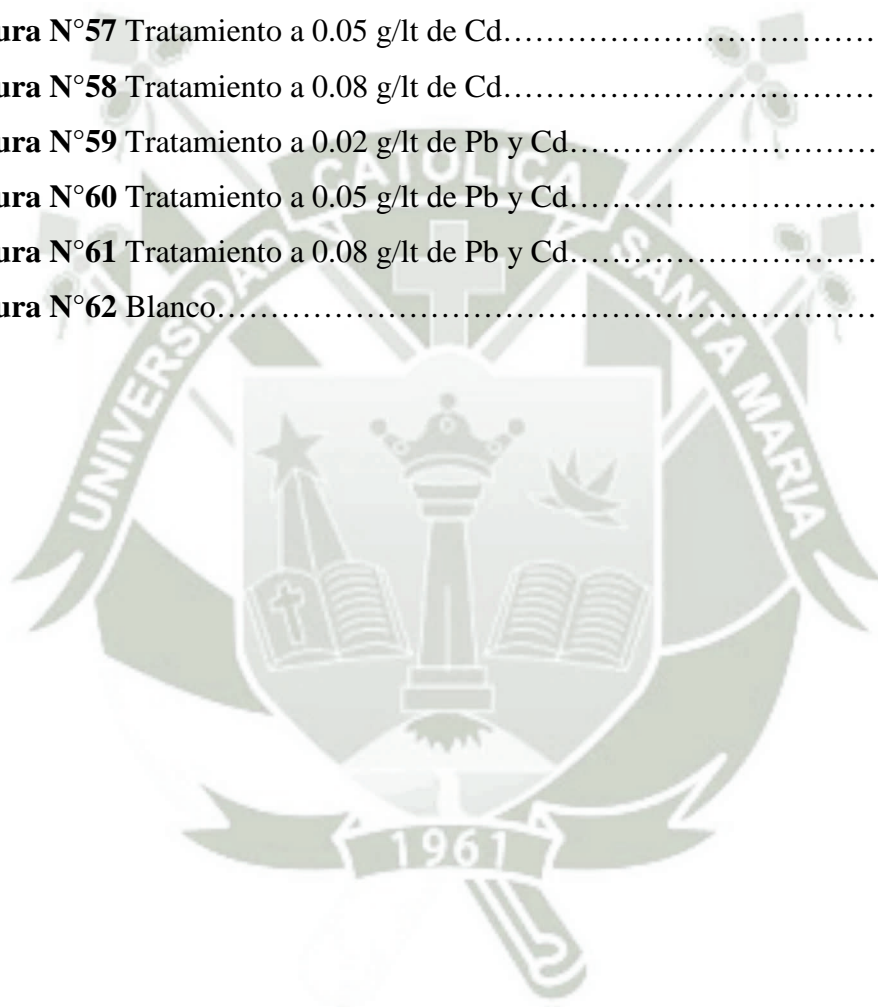 ura N°57 Tratamiento a 0.05 g/lt de Cd……………………………
ura N°58 Tratamiento a 0.08 g/lt de Cd……………………………
ura N°59 Tratamiento a 0.02 g/lt de Pb y Cd………………………
ura N°60 Tratamiento a 0.05 g/lt de Pb y Cd………………………
ura N°61 Tratamiento a 0.08 g/lt de Pb y Cd………………………
ura N°62 Blanco……………………………………………………
UNIVERSIDAD CATOLICA SANTA MARIA
1961